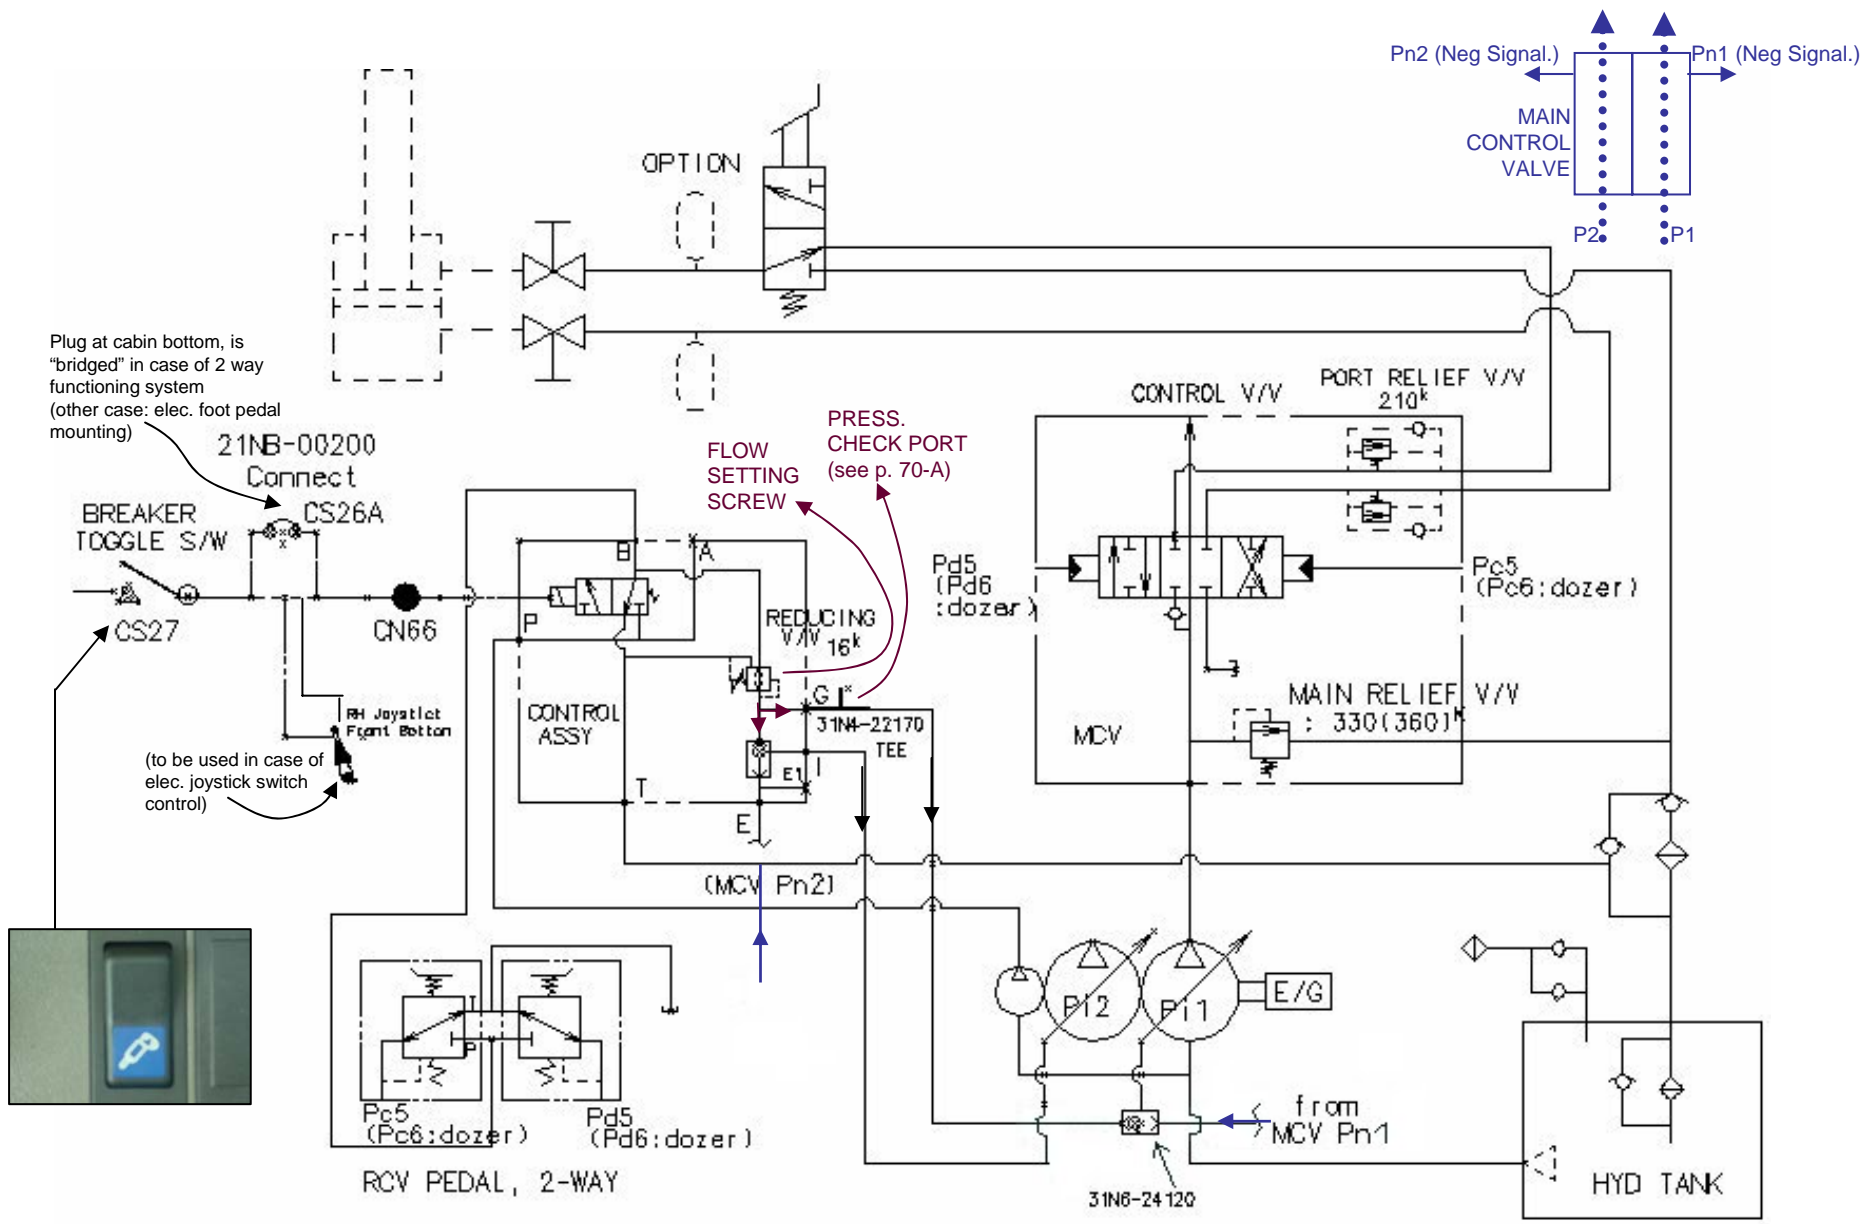 Pn2 (Neg Signal.)
Pn1 (Neg Signal.)
MAIN
CONTROL
VALVE
P2
P1
OPTION
Plug at cabin bottom, is
“bridged” in case of 2 way
functioning system
(other case: elec. foot pedal
mounting)
21NB-00200
Connect
CS26A
BREAKER
TOGGLE S/W
CS27
CN66
RH Joystict
Front Botton
(to be used in case of
elec. joystick switch
control)
FLOW
SETTING
SCREW
PRESS.
CHECK PORT
(see p. 70-A)
B
A
P
REDUCING
V/V 16k
CONTROL
ASSY
G
31N4-22170
TEE
E1
I
T
E
(MCV Pn2)
CONTROL V/V
PORT RELIEF V/V
210k
Pd5
(Pd6
:dozer)
Pc5
(Pc6:dozer)
MAIN RELIEF V/V
: 330(360)K
MCV
T
P
Pc5
(Pc6:dozer)
Pd5
(Pd6:dozer)
RCV PEDAL, 2-WAY
Pi2
Pi1
E/G
from
MCV Pn1
31N6-24120
HYD TANK